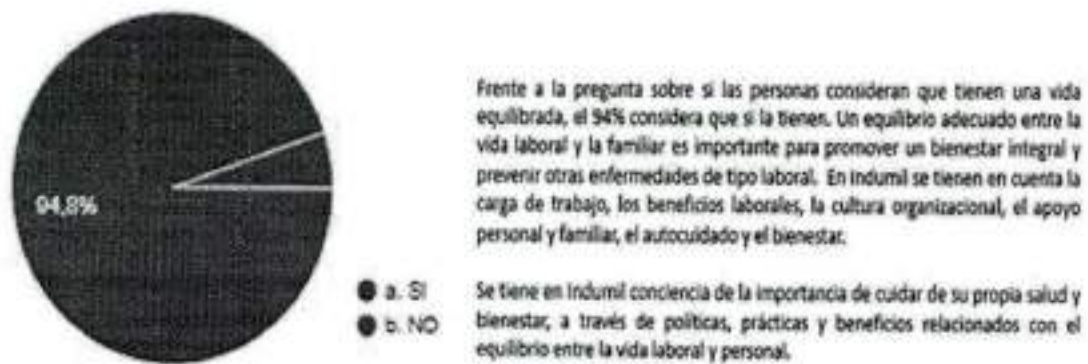 94,8%
a. SI
b. NO
Frente a la pregunta sobre si las personas consideran que tienen una vida
equilibrada, el 94% considera que si la tienen. Un equilibrio adecuado entre la
vida laboral y la familiar es importante para promover un bienestar integral y
prevenir otras enfermedades de tipo laboral. En Indumil se tienen en cuenta la
carga de trabajo, los beneficios laborales, la cultura organizacional, el apoyo
personal y familiar, el autocuidado y el bienestar.
Se tiene en Indumil conciencia de la importancia de cuidar de su propia salud y
bienestar, a través de políticas, prácticas y beneficios relacionados con el
equilibrio entre la vida laboral y personal.